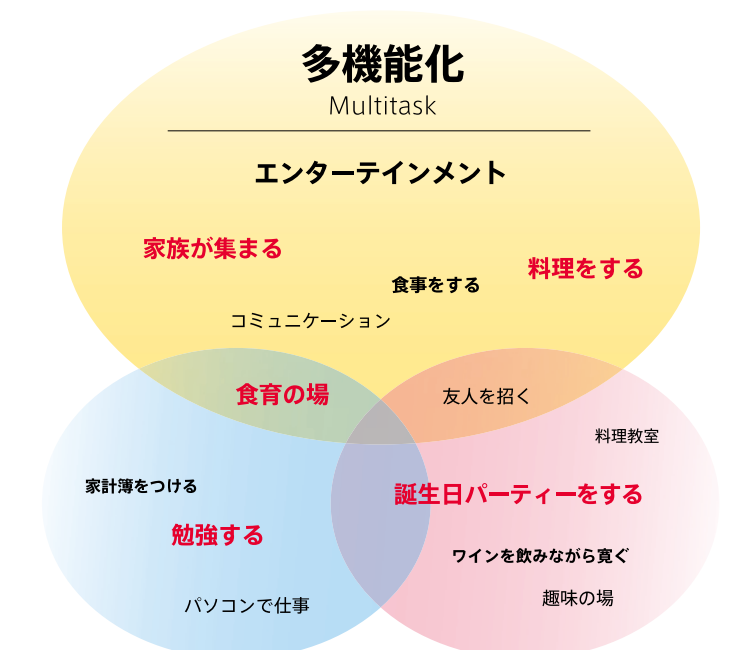 多機能化
Multitask
エンターテインメント
家族が集まる
料理をする
食事をする
コミュニケーション
食育の場
友人を招く
料理教室
家計簿をつける
誕生日パーティーをする
勉強する
ワインを飲みながら寛ぐ
パソコンで仕事
趣味の場